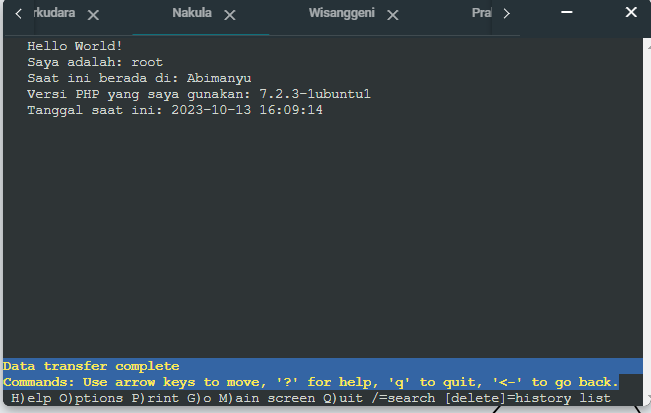 rkudara
Nakula
Wisanggeni
Pra
Hello World!
Saya adalah: root
Saat ini berada di: Abimanyu
Versi PHP yang saya gunakan: 7.2.3-1ubuntu1
Tanggal saat ini: 2023-10-13 16:09:14
Data transfer complete
Commands: Use arrow keys to move, '?' for help, 'q' to quit, '<-' to go back.
H)elp O)ptions P)rint G)o M)ain screen Q)uit /=search [delete]=history list